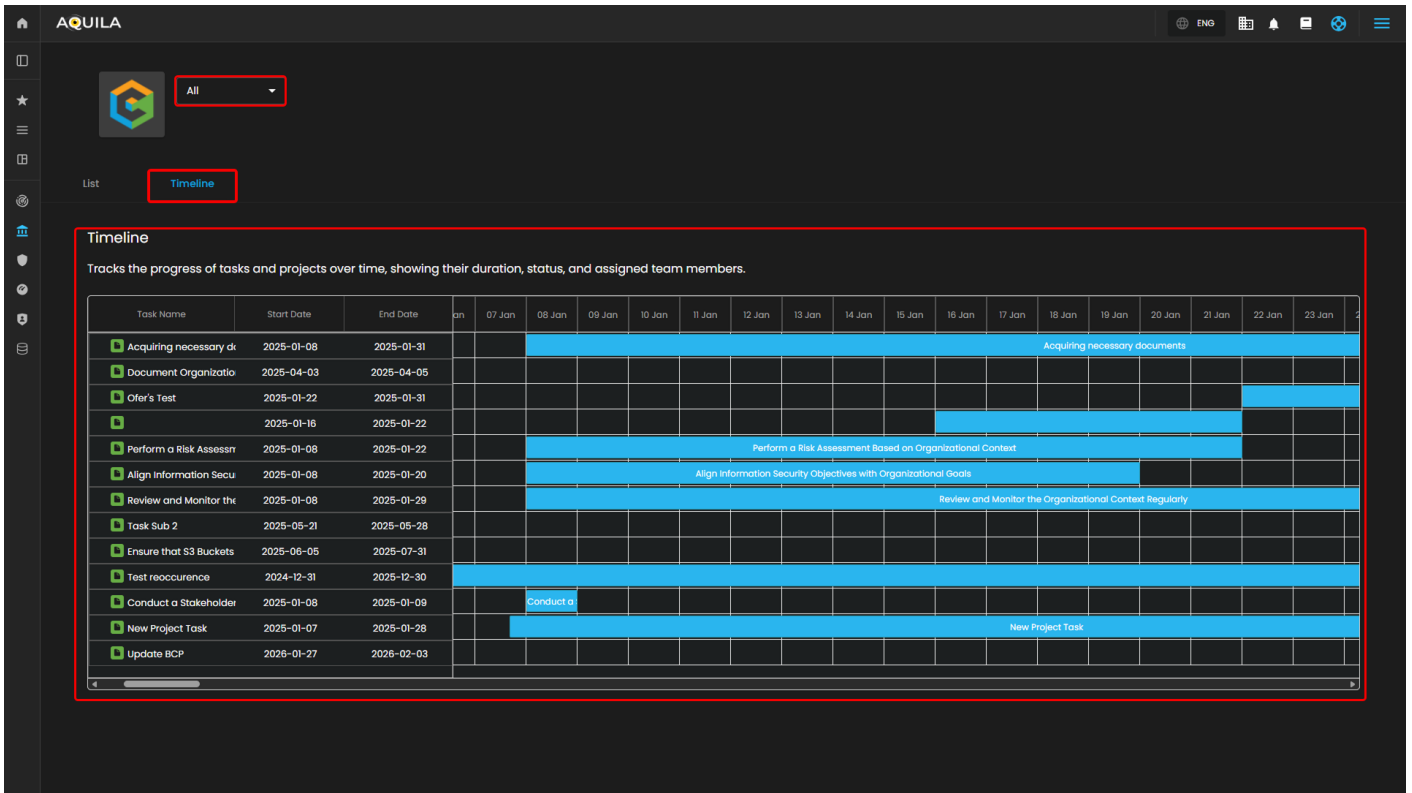 AQUILA
ENG
All
List Timeline
Timeline
Tracks the progress of tasks and projects over time, showing their duration, status, and assigned team members.
Task Name Start Date End Date an 07 Jan 08 Jan 09 Jan 10 Jan 11 Jan 12 Jan 13 Jan 14 Jan 15 Jan 16 Jan 17 Jan 18 Jan 19 Jan 20 Jan 21 Jan 22 Jan 23 Jan 2
Acquiring necessary do 2025-01-08 2025-01-31 Acquiring necessary documents
Document Organizatio 2025-04-03 2025-04-05
Ofer's Test 2025-01-22 2025-01-31
2025-01-16 2025-01-22
Perform a Risk Assessm 2025-01-08 2025-01-22 Perform a Risk Assessment Based on Organizational Context
Align Information Secu 2025-01-08 2025-01-20 Align Information Security Objectives with Organizational Goals
Review and Monitor the 2025-01-08 2025-01-29 Review and Monitor the Organizational Context Regularly
Task Sub 2 2025-05-21 2025-05-28
Ensure that S3 Buckets 2025-06-05 2025-07-31
Test reoccurence 2024-12-31 2025-12-30
Conduct a Stakeholder 2025-01-08 2025-01-09 Conduct a
New Project Task 2025-01-07 2025-01-28 New Project Task
Update BCP 2026-01-27 2026-02-03